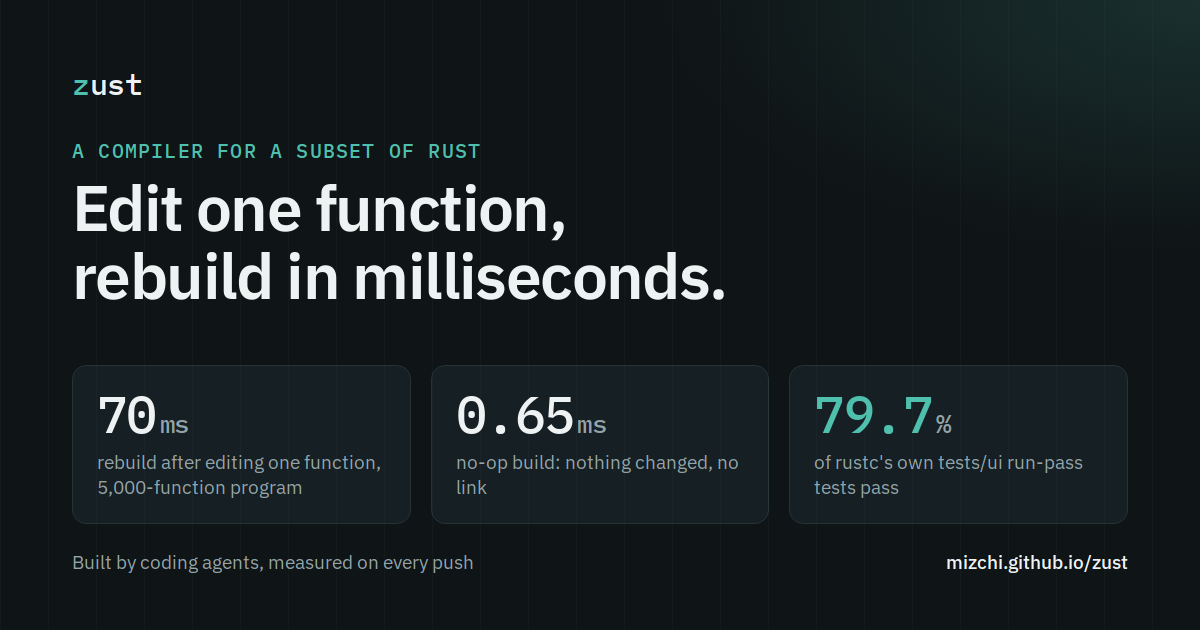 zust
A COMPILER FOR A SUBSET OF RUST
Edit one function,
rebuild in milliseconds.
70ms
rebuild after editing one function,
5,000-function program
0.65ms
no-op build: nothing changed, no
link
79.7%
of rustc's own tests/ui run-pass
tests pass
Built by coding agents, measured on every push
mizchi.github.io/zust